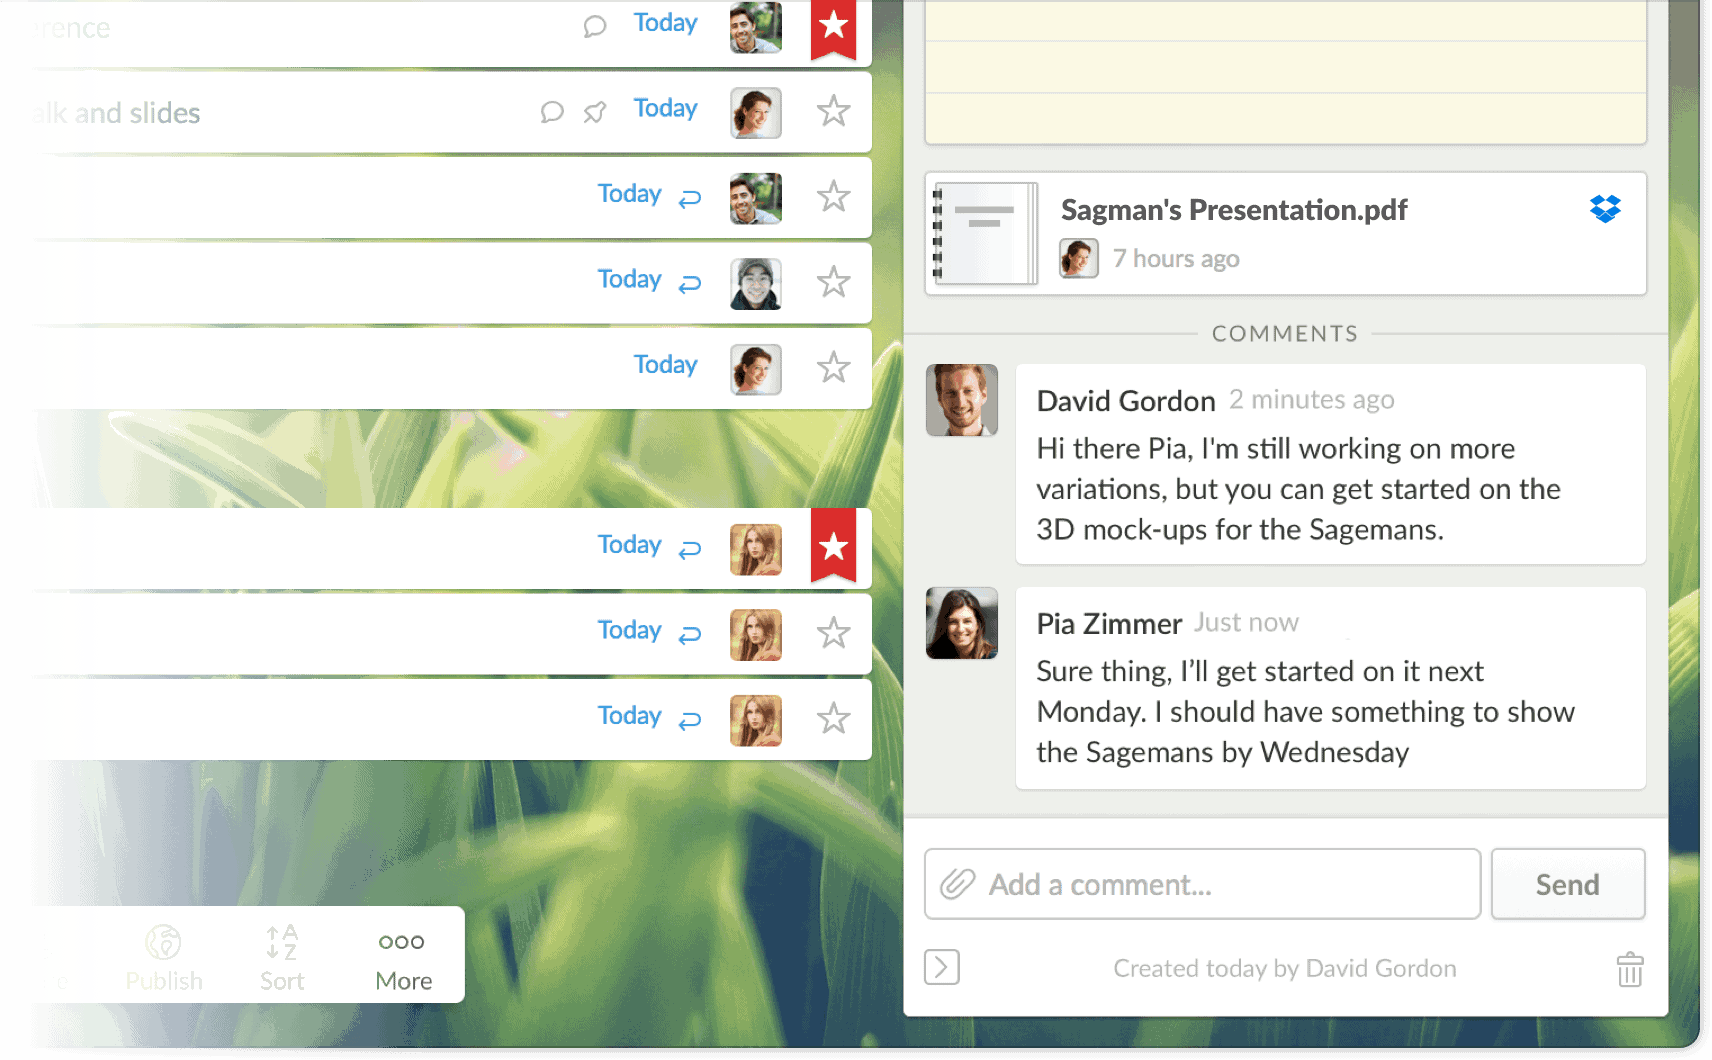 Today
and slides
Today
Today
Today
Today
Today
Today
Today
Publish
Sort
More
Sagman's Presentation.pdf
7 hours ago
COMMENTS
David Gordon 2 minutes ago
Hi there Pia, I'm still working on more
variations, but you can get started on the
3D mock-ups for the Sagemans.
Pia Zimmer Just now
Sure thing, I’ll get started on it next
Monday. I should have something to show
the Sagemans by Wednesday
Add a comment...
Send
Created today by David Gordon